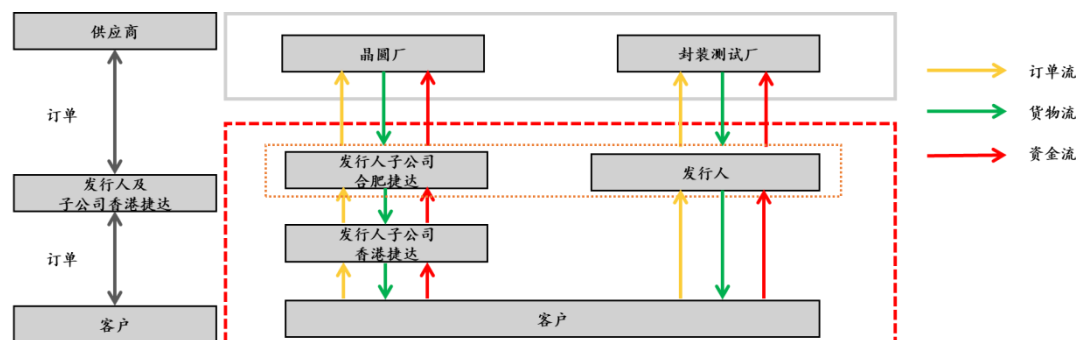 供应商
订单
发行人及
子公司香港捷达
订单
客户
晶圆厂
封装测试厂
发行人子公司
合肥捷达
发行人
发行人子公司
香港捷达
客户
订单流
货物流
资金流